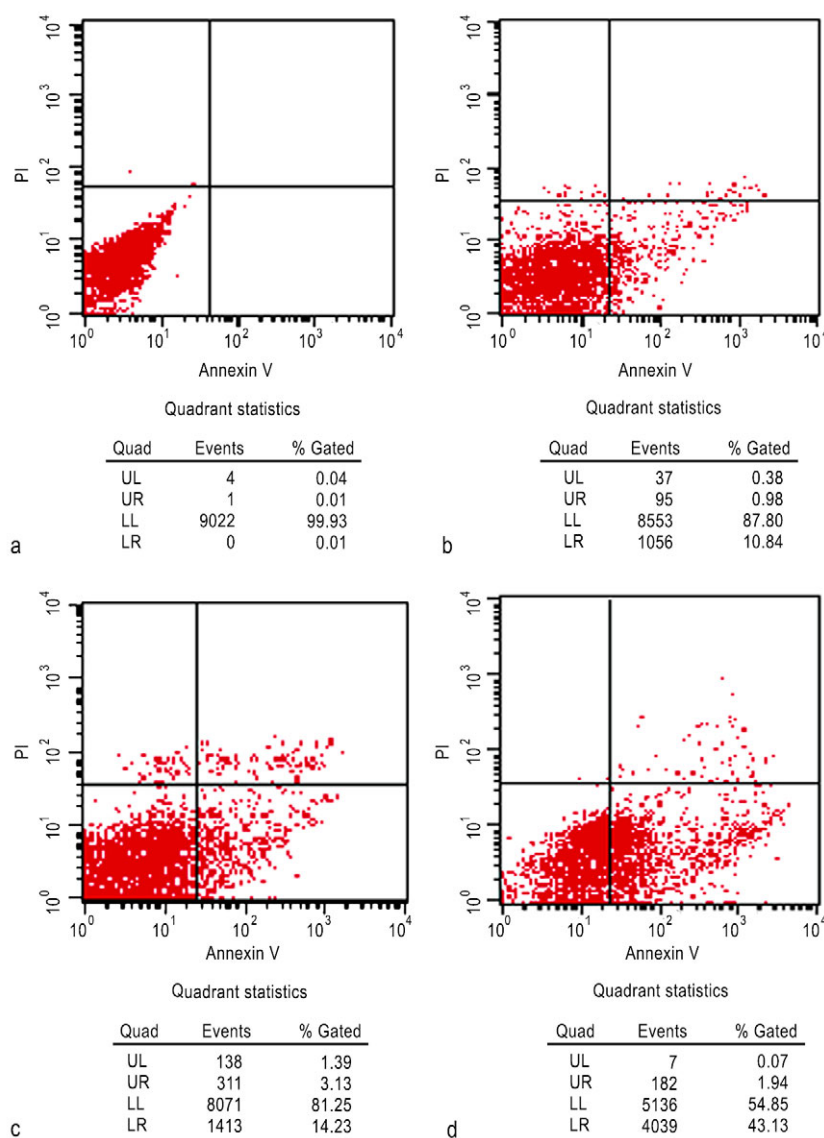 10^4
10^3
10^2
10^1
10^0
PI
10^0 10^1 10^2 10^3 10^4
Annexin V
Quadrant statistics
Quad Events % Gated
UL 4 0.04
UR 1 0.01
LL 9022 99.93
LR 0 0.01
a
10^4
10^3
10^2
10^1
10^0
PI
10^0 10^1 10^2 10^3 10^4
Annexin V
Quadrant statistics
Quad Events % Gated
UL 37 0.38
UR 95 0.98
LL 8553 87.80
LR 1056 10.84
b
10^4
10^3
10^2
10^1
10^0
PI
10^0 10^1 10^2 10^3 10^4
Annexin V
Quadrant statistics
Quad Events % Gated
UL 138 1.39
UR 311 3.13
LL 8071 81.25
LR 1413 14.23
c
10^4
10^3
10^2
10^1
10^0
PI
10^0 10^1 10^2 10^3 10^4
Annexin V
Quadrant statistics
Quad Events % Gated
UL 7 0.07
UR 182 1.94
LL 5136 54.85
LR 4039 43.13
d